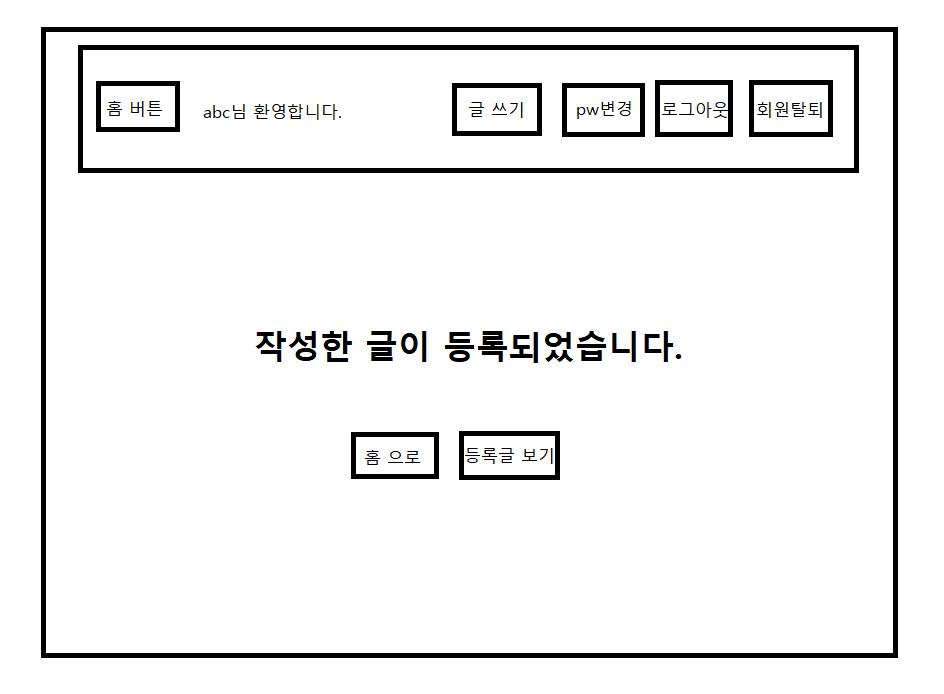 홈 버튼 abc님 환영합니다. 글 쓰기 pw변경 로그아웃 회원탈퇴
작성한 글이 등록되었습니다.
홈 으로 등록글 보기